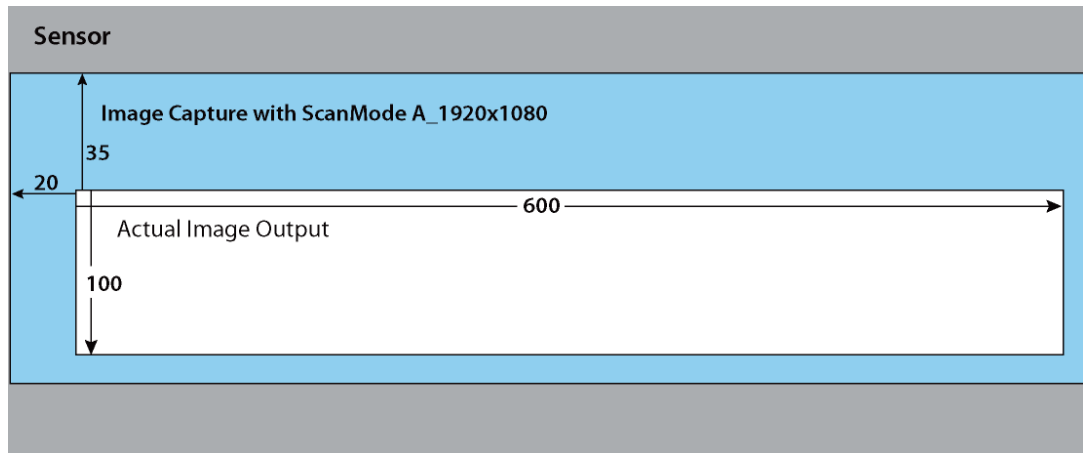 Sensor
Image Capture with ScanMode A_1920x1080
35
20
600
Actual Image Output
100